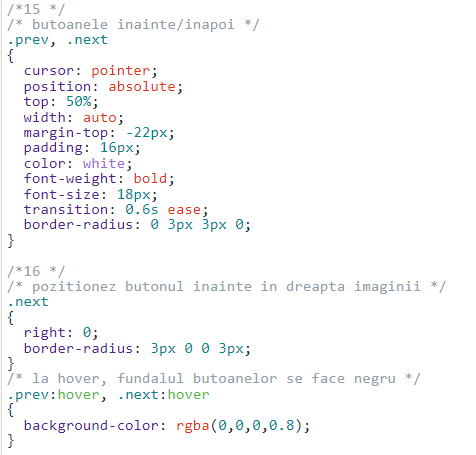 /*15 */
/* butoanele inainte/inapoi */
.prev, .next
{
  cursor: pointer;
  position: absolute;
  top: 50%;
  width: auto;
  margin-top: -22px;
  padding: 16px;
  color: white;
  font-weight: bold;
  font-size: 18px;
  transition: 0.6s ease;
  border-radius: 0 3px 3px 0;
}

/*16 */
/* pozitionez butonul inainte in dreapta imaginii */
.next
{
  right: 0;
  border-radius: 3px 0 0 3px;
}
/* la hover, fundalul butoanelor se face negru */
.prev:hover, .next:hover
{
  background-color: rgba(0,0,0,0.8);
}